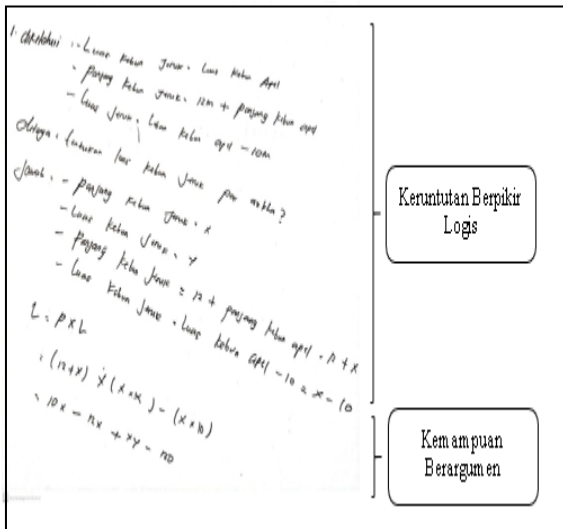 1. diketahui : - Luas kebun jeruk = luas kebun apel
- panjang kebun jeruk = 12m + panjang kebun apel
- Luas jeruk = luas kebun apel - 10m
ditanya : tentukan luas kebun jeruk pak
Jawab : - panjang kebun jeruk = x
- Luas kebun jeruk = y
- panjang kebun jeruk = 12 + panjang kebun apel = 12 + x
- Luas kebun jeruk = luas kebun apel - 10 = x - 10
L = p x L
= (12+x) x (x×x) - (x×10)
= 10x - 12x + xy - 120
Keruntutan Berpikir
Logis
Kemampuan
Berargumen